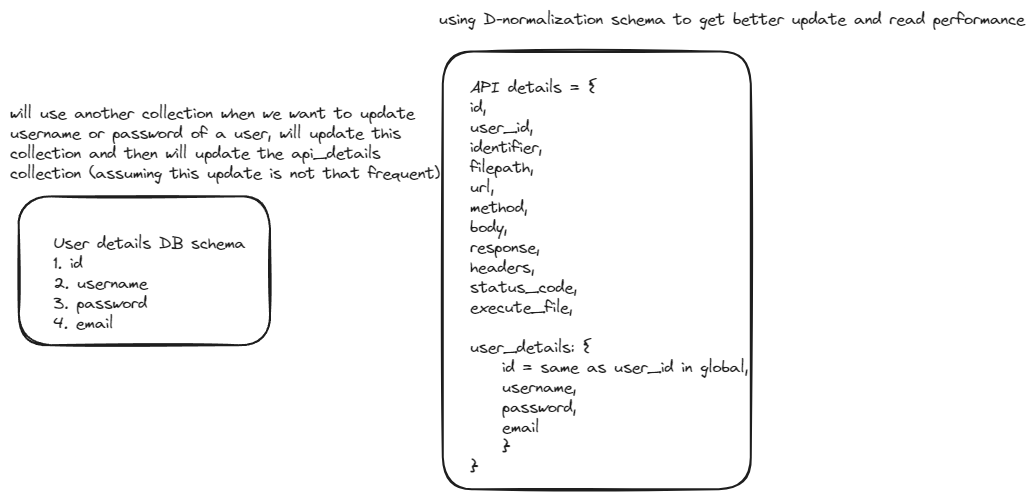 using D-normalization schema to get better update and read performance
will use another collection when we want to update
username or password of a user, will update this
collection and then will update the api_details
collection (assuming this update is not that frequent)
User details DB schema
1. id
2. username
3. password
4. email
API details = {
id,
user_id,
identifier,
filepath,
url,
method,
body,
response,
headers,
status_code,
execute_file,
user_details: {
id = same as user_id in global,
username,
password,
email
}
}